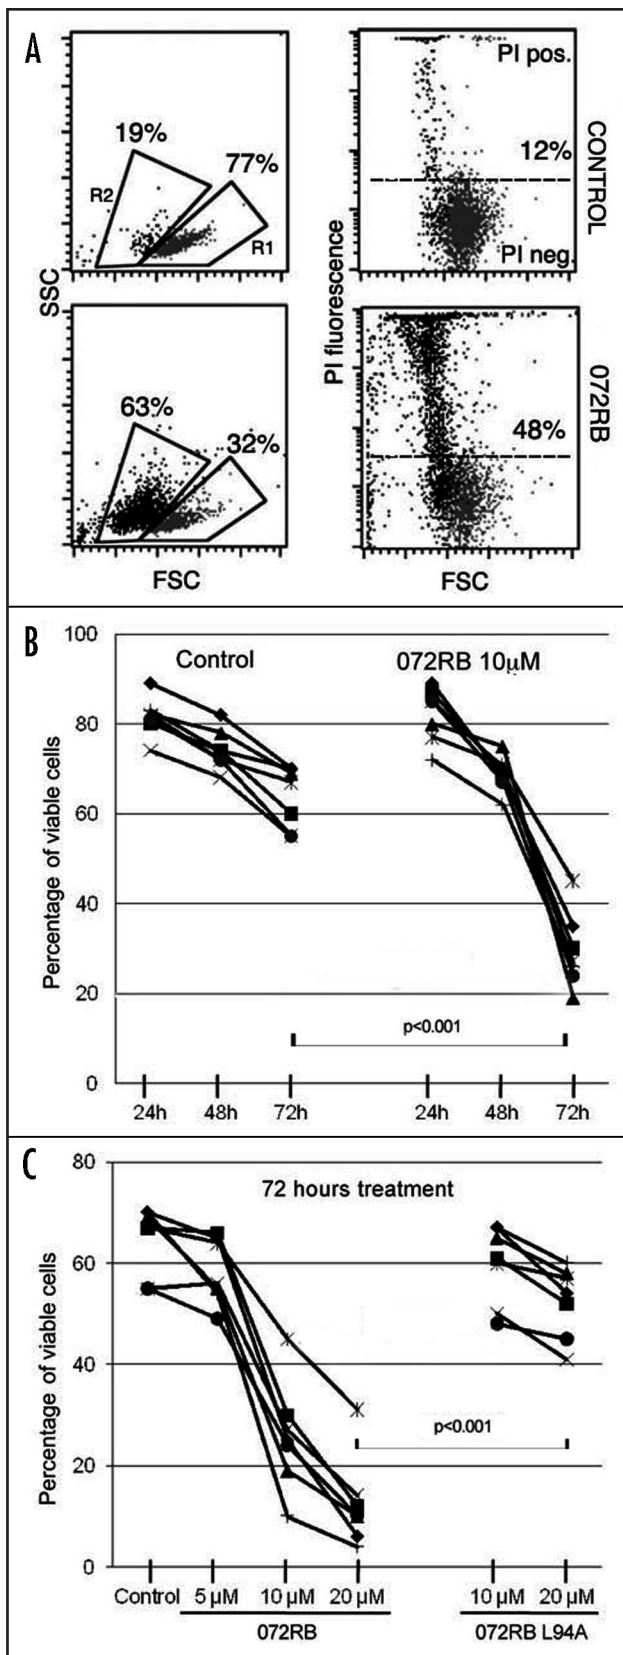 A
19%
77%
R2
R1
SSC
PI pos.
12%
PI neg.
CONTROL
PI fluorescence
63%
32%
FSC
48%
072RB
FSC
B
Control
072RB 10µM
Percentage of viable cells
100
80
60
40
20
0
p<0.001
24h 48h 72h 24h 48h 72h
C
72 hours treatment
Percentage of viable cells
80
60
40
20
0
p<0.001
Control 5 µM 10 µM 20 µM 10 µM 20 µM
072RB 072RB L94A